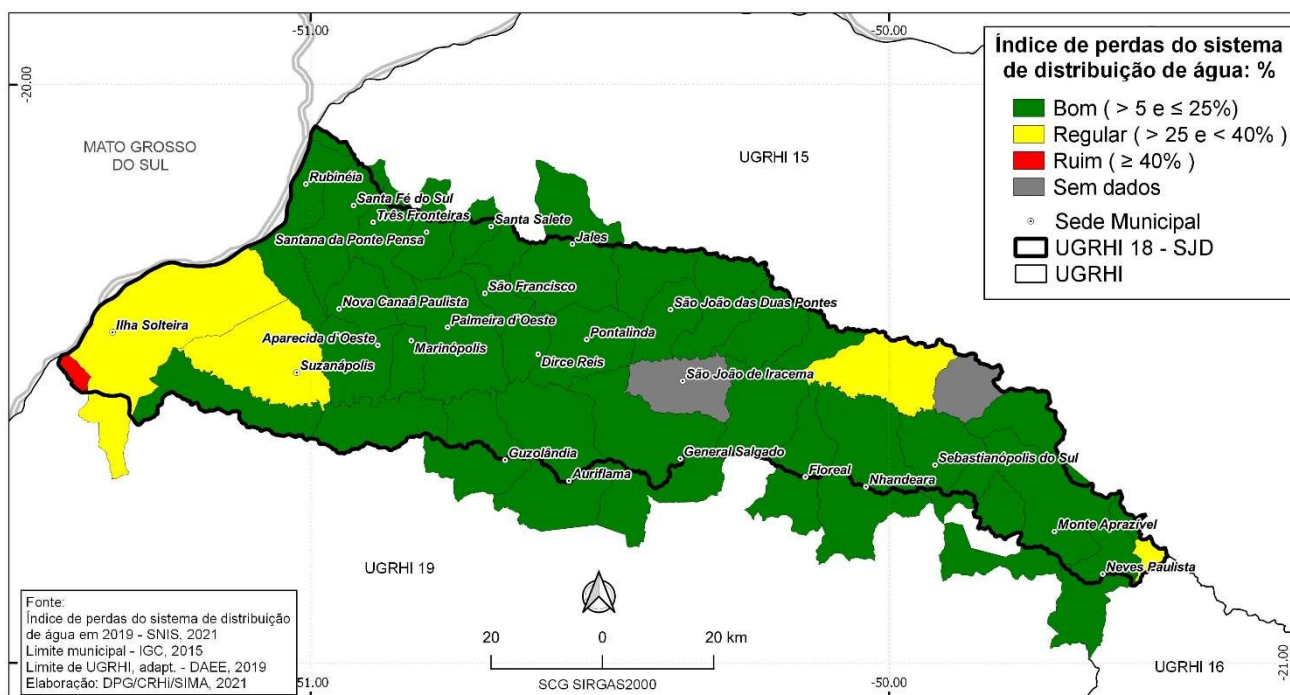 -51.00
-50.00
-20.00
Índice de perdas do sistema
de distribuição de água: %
Bom ( > 5 e ≤ 25%)
Regular ( > 25 e < 40% )
Ruim ( ≥ 40% )
Sem dados
Sede Municipal
UGRHI 18 - SJD
UGRHI
MATO GROSSO
DO SUL
UGRHI 15
Rubinéia
Santa Fé do Sul
Três Fronteiras
Santa Salete
Santana da Ponte Pensa
Jales
São Francisco
Nova Canaã Paulista
São João das Duas Pontes
Ilha Solteira
Palmeira d'Oeste
Aparecida d'Oeste
Marinópolis
Pontalinda
Dirce Reis
Suzanápolis
São João de Iracema
Guzolândia
General Salgado
Sebastianópolis do Sul
Auriflama
Floreal
Nhandeara
Monte Aprazível
Neves Paulista
UGRHI 19
Fonte:
Índice de perdas do sistema de distribuição
de água em 2019 - SNIS, 2021
Limite municipal - IGC, 2015
Limite de UGRHI, adapt. - DAEE, 2019
Elaboração: DPG/CRHi/SIMA, 2021
20 0 20 km
SCG SIRGAS2000
UGRHI 16
-51.00
-50.00
-21.00